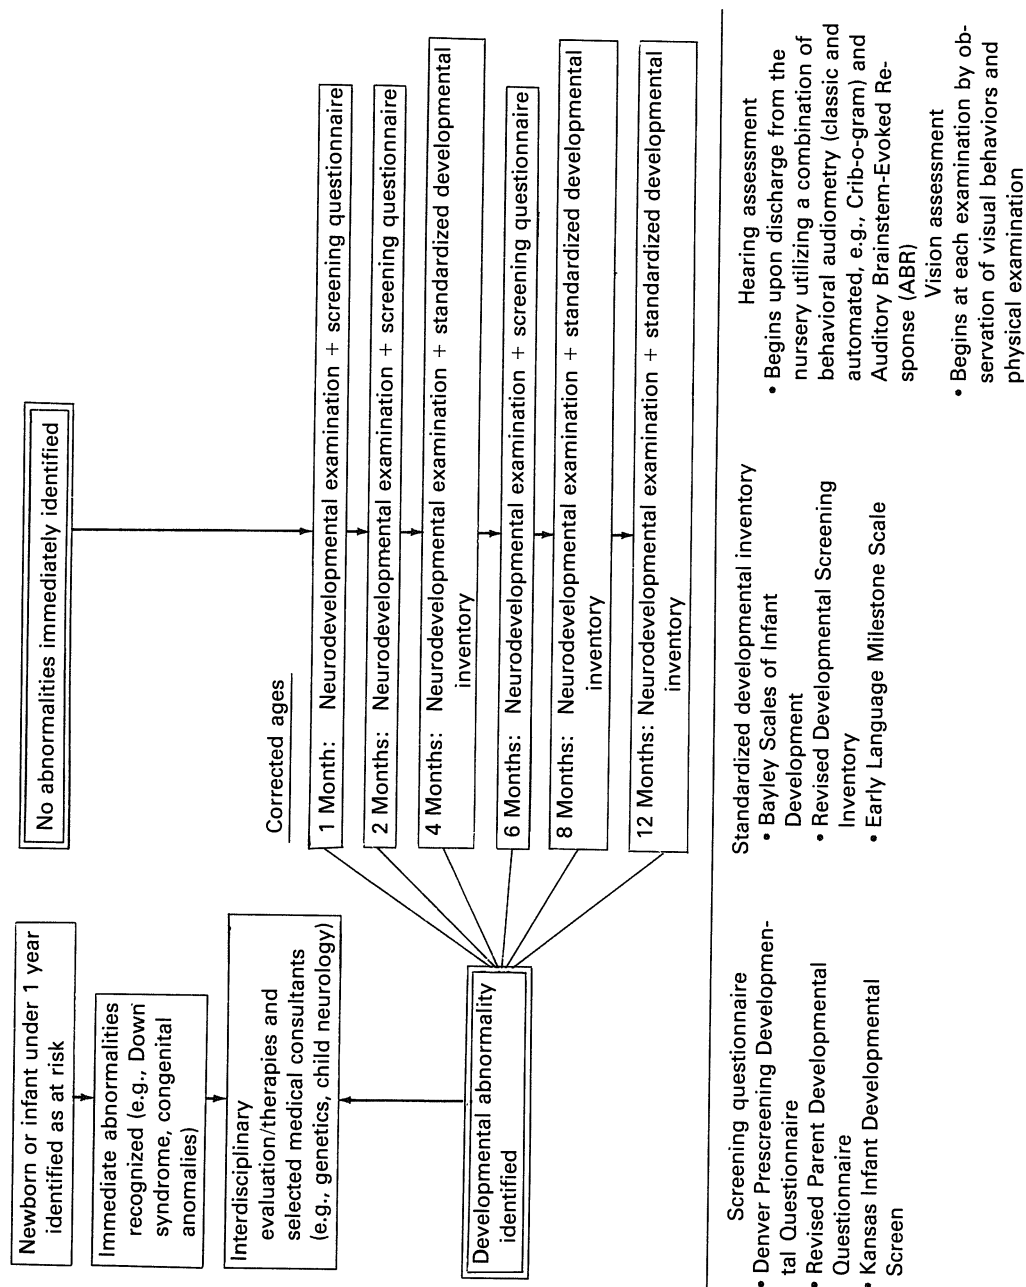 Newborn or infant under 1 year
identified as at risk
Immediate abnormalities
recognized (e.g., Down
syndrome, congenital
anomalies)
Interdisciplinary
evaluation/therapies and
selected medical consultants
(e.g., genetics, child neurology)
Developmental abnormality
identified
No abnormalities immediately identified
Corrected ages
1 Month: Neurodevelopmental examination + screening questionnaire
2 Months: Neurodevelopmental examination + screening questionnaire
4 Months: Neurodevelopmental examination + standardized developmental
inventory
6 Months: Neurodevelopmental examination + screening questionnaire
8 Months: Neurodevelopmental examination + standardized developmental
inventory
12 Months: Neurodevelopmental examination + standardized developmental
inventory
Screening questionnaire
• Denver Prescreening Developmen-
tal Questionnaire
• Revised Parent Developmental
Questionnaire
• Kansas Infant Developmental
Screen
Standardized developmental inventory
• Bayley Scales of Infant
Development
• Revised Developmental Screening
Inventory
• Early Language Milestone Scale
Hearing assessment
• Begins upon discharge from the
nursery utilizing a combination of
behavioral audiometry (classic and
automated, e.g., Crib-o-gram) and
Auditory Brainstem-Evoked Re-
sponse (ABR)
Vision assessment
• Begins at each examination by ob-
servation of visual behaviors and
physical examination